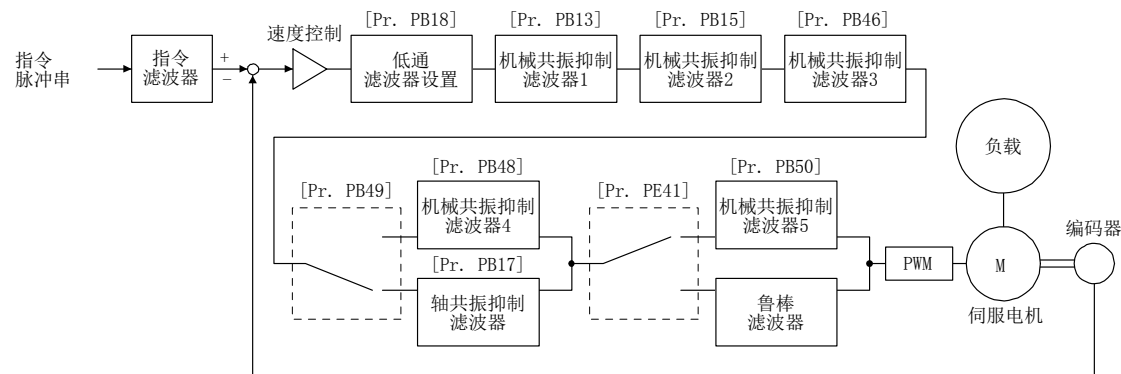 [Pr. PB18]
[Pr. PB13]
[Pr. PB15]
[Pr. PB46]
速度控制
指令
脉冲串
指令
滤波器
+
−
低通
滤波器设置
机械共振抑制
滤波器1
机械共振抑制
滤波器2
机械共振抑制
滤波器3
负载
[Pr. PB49]
[Pr. PB48]
[Pr. PE41]
[Pr. PB50]
机械共振抑制
滤波器4
机械共振抑制
滤波器5
编码器
[Pr. PB17]
PWM
M
轴共振抑制
滤波器
鲁棒
滤波器
伺服电机